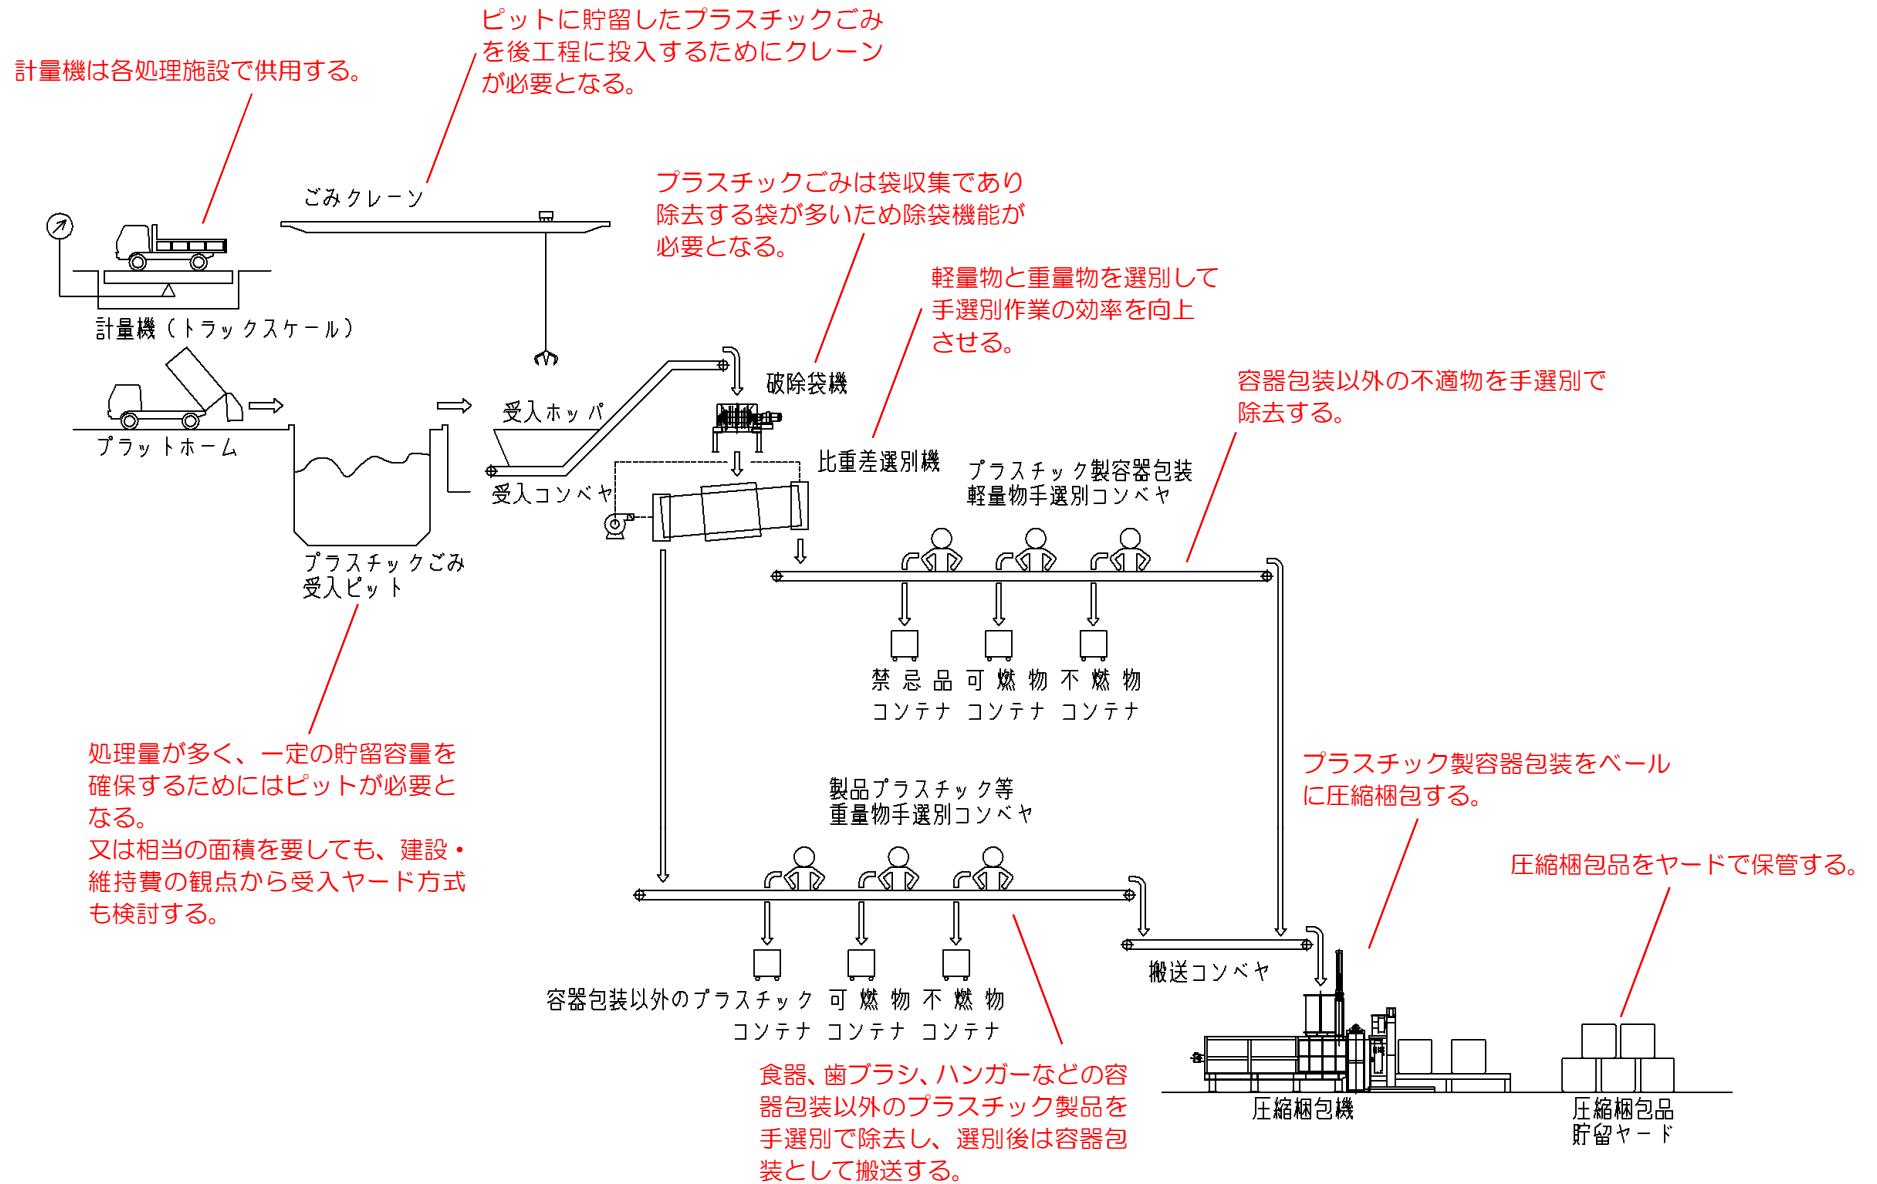 ピットに貯留したプラスチックごみ
を後工程に投入するためにクレーン
が必要となる。
計量機は各処理施設で供用する。
ごみクレーン
プラスチックごみは袋収集であり
除去する袋が多いため除袋機能が
必要となる。
軽量物と重量物を選別して
手選別作業の効率を向上
させる。
計量機（トラックスケール）
破除袋機
容器包装以外の不適物を手選別で
除去する。
受入ホッパ
プラットホーム
比重差選別機
プラスチック製容器包装
軽量物手選別コンベヤ
受入コンベヤ
プラスチックごみ
受入ピット
禁忌品 可燃物 不燃物
コンテナ コンテナ コンテナ
処理量が多く、一定の貯留容量を
確保するためにはピットが必要と
なる。
又は相当の面積を要しても、建設・
維持費の観点から受入ヤード方式
も検討する。
製品プラスチック等
重量物手選別コンベヤ
プラスチック製容器包装をベール
に圧縮梱包する。
圧縮梱包品をヤードで保管する。
搬送コンベヤ
容器包装以外のプラスチック 可燃物 不燃物
コンテナ コンテナ コンテナ
食器、歯ブラシ、ハンガーなどの容
器包装以外のプラスチック製品を
手選別で除去し、選別後は容器包
装として搬送する。
圧縮梱包機
圧縮梱包品
貯留ヤード